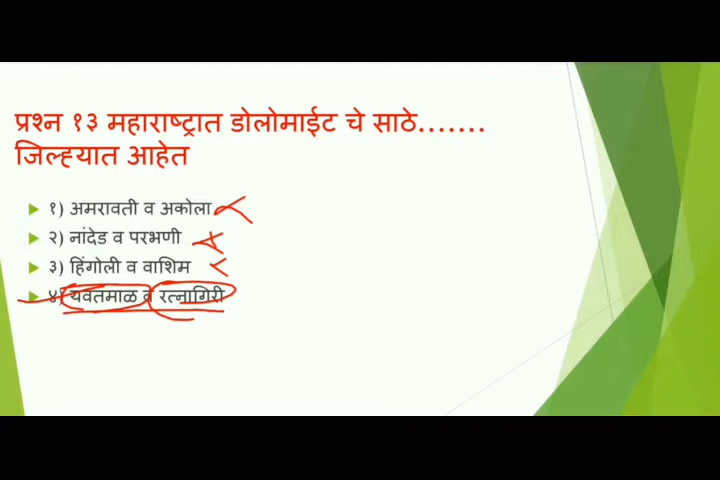 प्रश्न १३ महाराष्ट्रात डोलोमाईट चे साठे.......
जिल्ह्यात आहेत
१) अमरावती व अकोला
२) नांदेड व परभणी
३) हिंगोली व वाशिम
४) यवतमाळ व रत्नागिरी